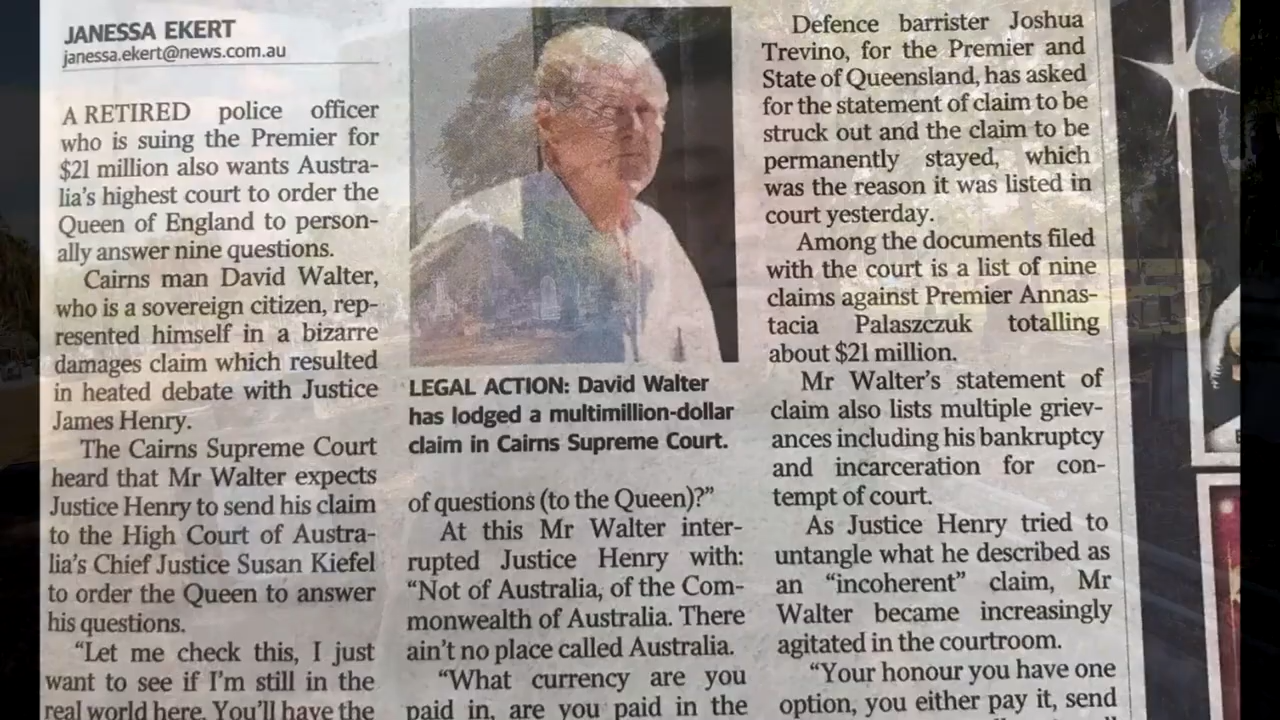 JANESSA EKERT
janessa.ekert@news.com.au
A RETIRED police officer
who is suing the Premier for
$21 million also wants Austra-
lia's highest court to order the
Queen of England to person-
ally answer nine questions.
Cairns man David Walter,
who is a sovereign citizen, rep-
resented himself in a bizarre
damages claim which resulted
in heated debate with Justice
James Henry.
The Cairns Supreme Court
heard that Mr Walter expects
Justice Henry to send his claim
to the High Court of Austra-
lia's Chief Justice Susan Kiefel
to order the Queen to answer
his questions.
"Let me check this, I just
want to see if I'm still in the
real world here. You'll have the
LEGAL ACTION: David Walter
has lodged a multimillion-dollar
claim in Cairns Supreme Court.
of questions (to the Queen)?"
At this Mr Walter inter-
rupted Justice Henry with:
"Not of Australia, of the Com-
monwealth of Australia. There
ain't no place called Australia.
"What currency are you
paid in, are you paid in the
Defence barrister Joshua
Trevino, for the Premier and
State of Queensland, has asked
for the statement of claim to be
struck out and the claim to be
permanently stayed, which
was the reason it was listed in
court yesterday.
Among the documents filed
with the court is a list of nine
claims against Premier Annas-
tacia Palaszczuk totalling
about $21 million.
Mr Walter's statement of
claim also lists multiple griev-
ances including his bankruptcy
and incarceration for con-
tempt of court.
As Justice Henry tried to
untangle what he described as
an "incoherent" claim, Mr
Walter became increasingly
agitated in the courtroom.
"Your honour you have one
option, you either pay it, send